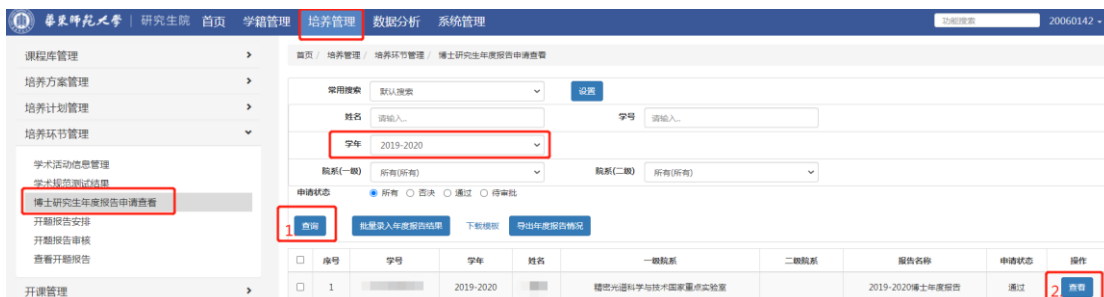 華東師范大學 | 研究生院 首页 学籍管理 培养管理 数据分析 系统管理 功能搜索 20060142
课程库管理
培养方案管理
培养计划管理
培养环节管理
学术活动信息管理
学术规范测试结果
博士研究生年度报告申请查看
开题报告安排
开题报告审核
查看开题报告
开课管理
首页 / 培养管理 / 培养环节管理 / 博士研究生年度报告申请查看
常用搜索 默认搜索 设置
姓名 请输入... 学号 请输入...
学年 2019-2020
院系(一级) 所有(所有) 院系(二级) 所有(所有)
申请状态 所有 否决 通过 待审批
1 查询 批量录入年度报告结果 下载模板 导出年度报告情况
序号 学号 学年 姓名 一级院系 二级院系 报告名称 申请状态 操作
1 2019-2020 精密光谱科学与技术国家重点实验室 2019-2020博士年度报告 通过 2 查看